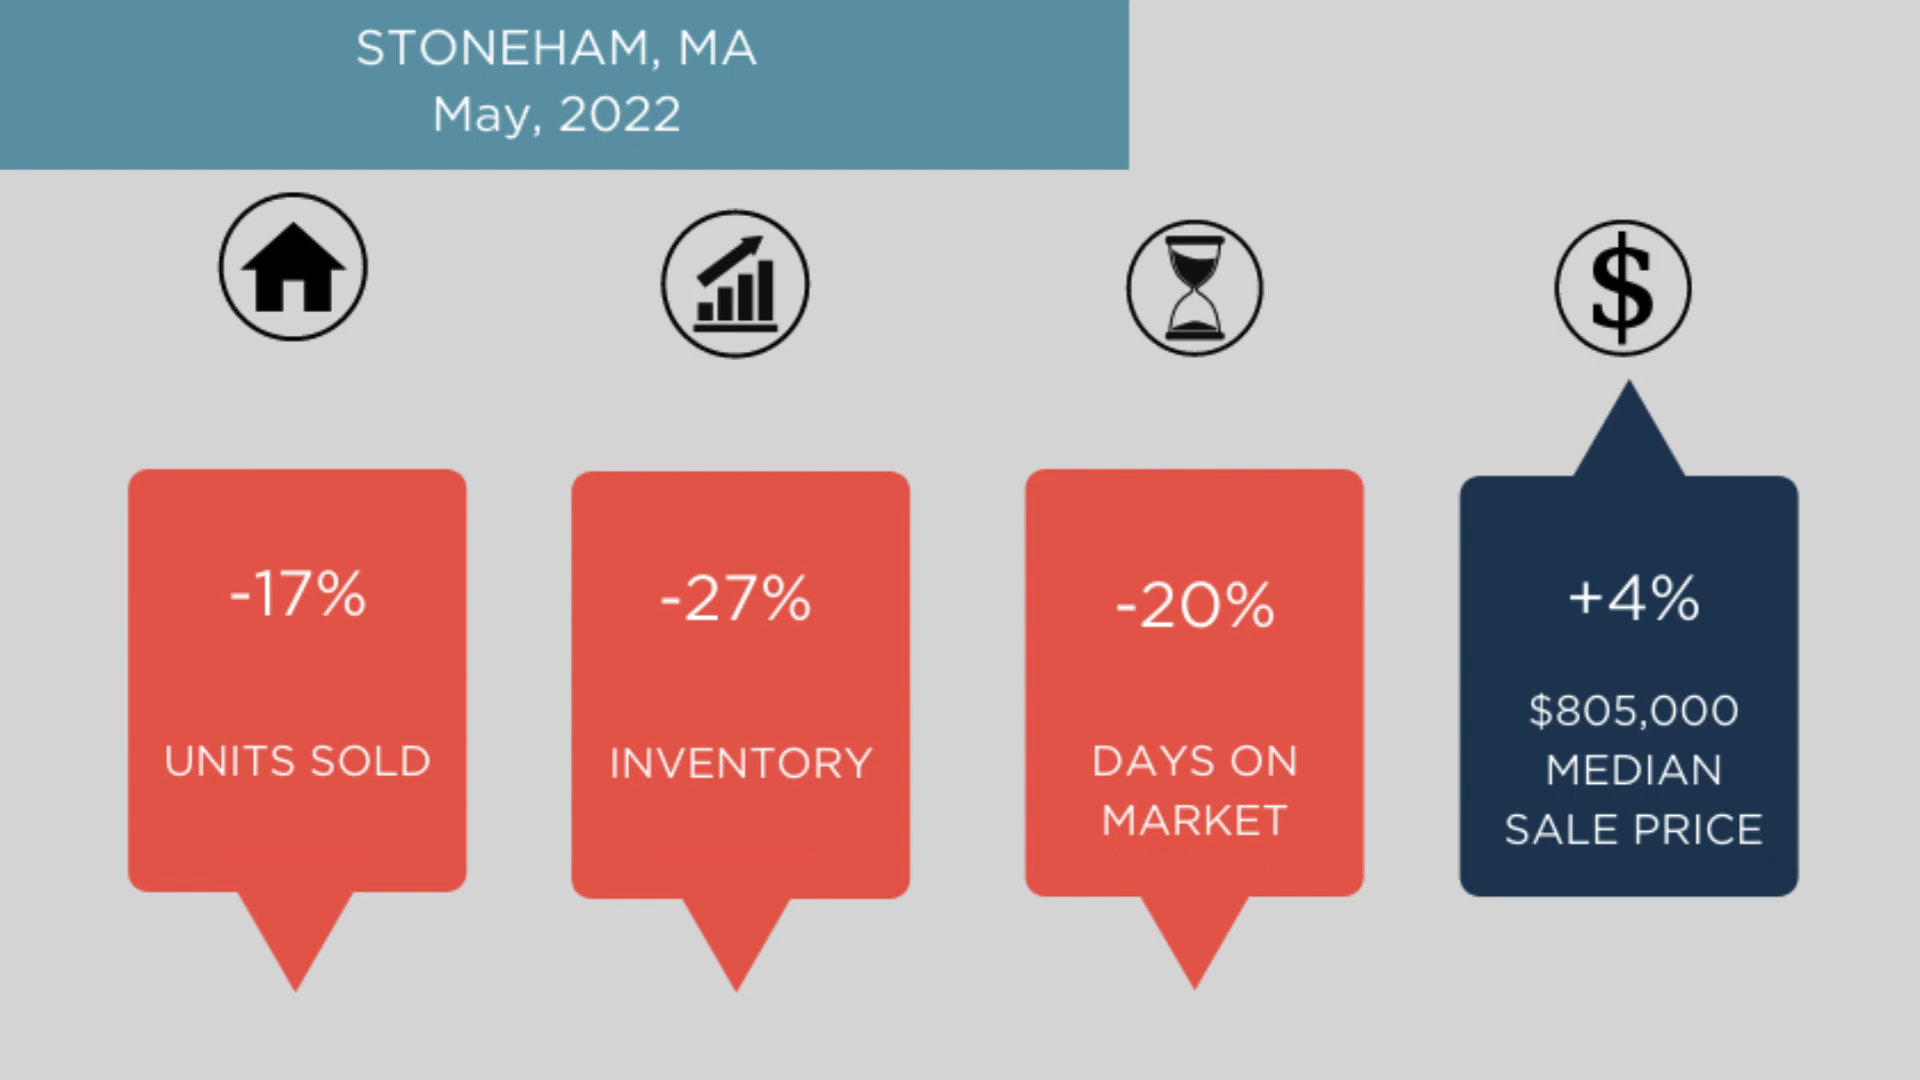 STONEHAM, MA
May, 2022
-17%
UNITS SOLD
-27%
INVENTORY
-20%
DAYS ON
MARKET
$
+4%
$805,000
MEDIAN
SALE PRICE